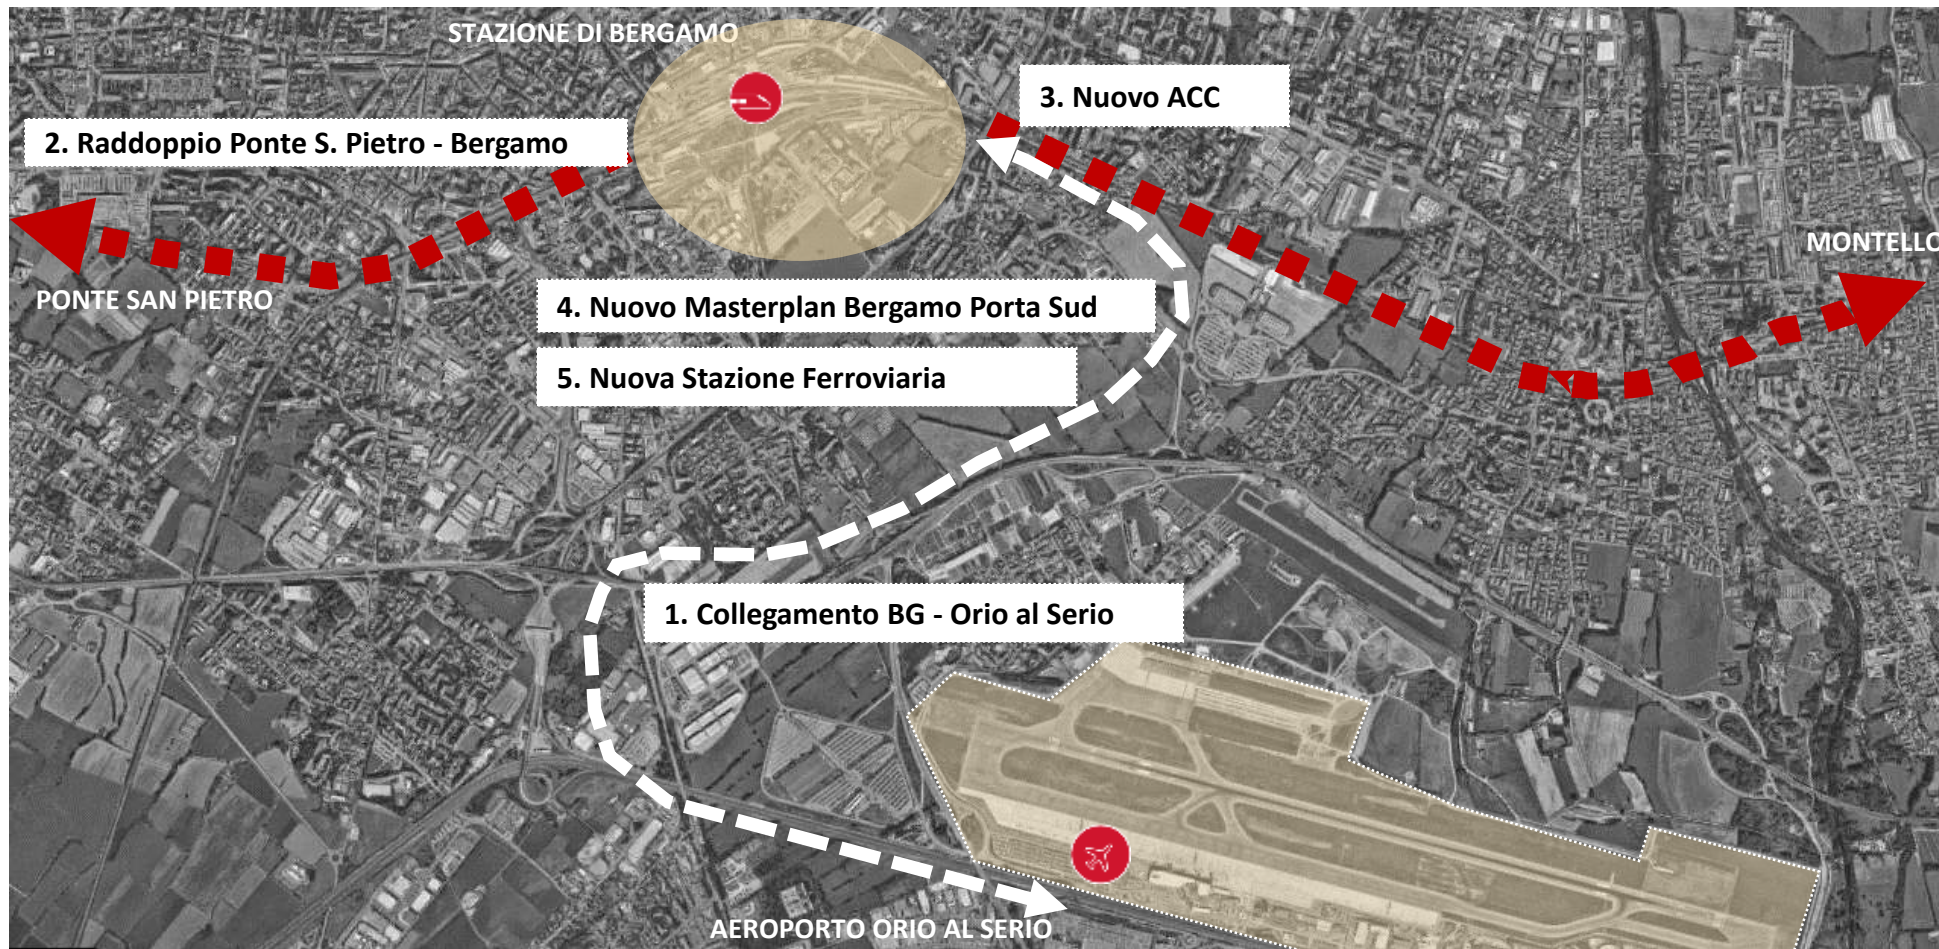 STAZIONE DI BERGAMO
3. Nuovo ACC
2. Raddoppio Ponte S. Pietro - Bergamo
MONTELLO
PONTE SAN PIETRO
4. Nuovo Masterplan Bergamo Porta Sud
5. Nuova Stazione Ferroviaria
1. Collegamento BG - Orio al Serio
AEROPORTO ORIO AL SERIO